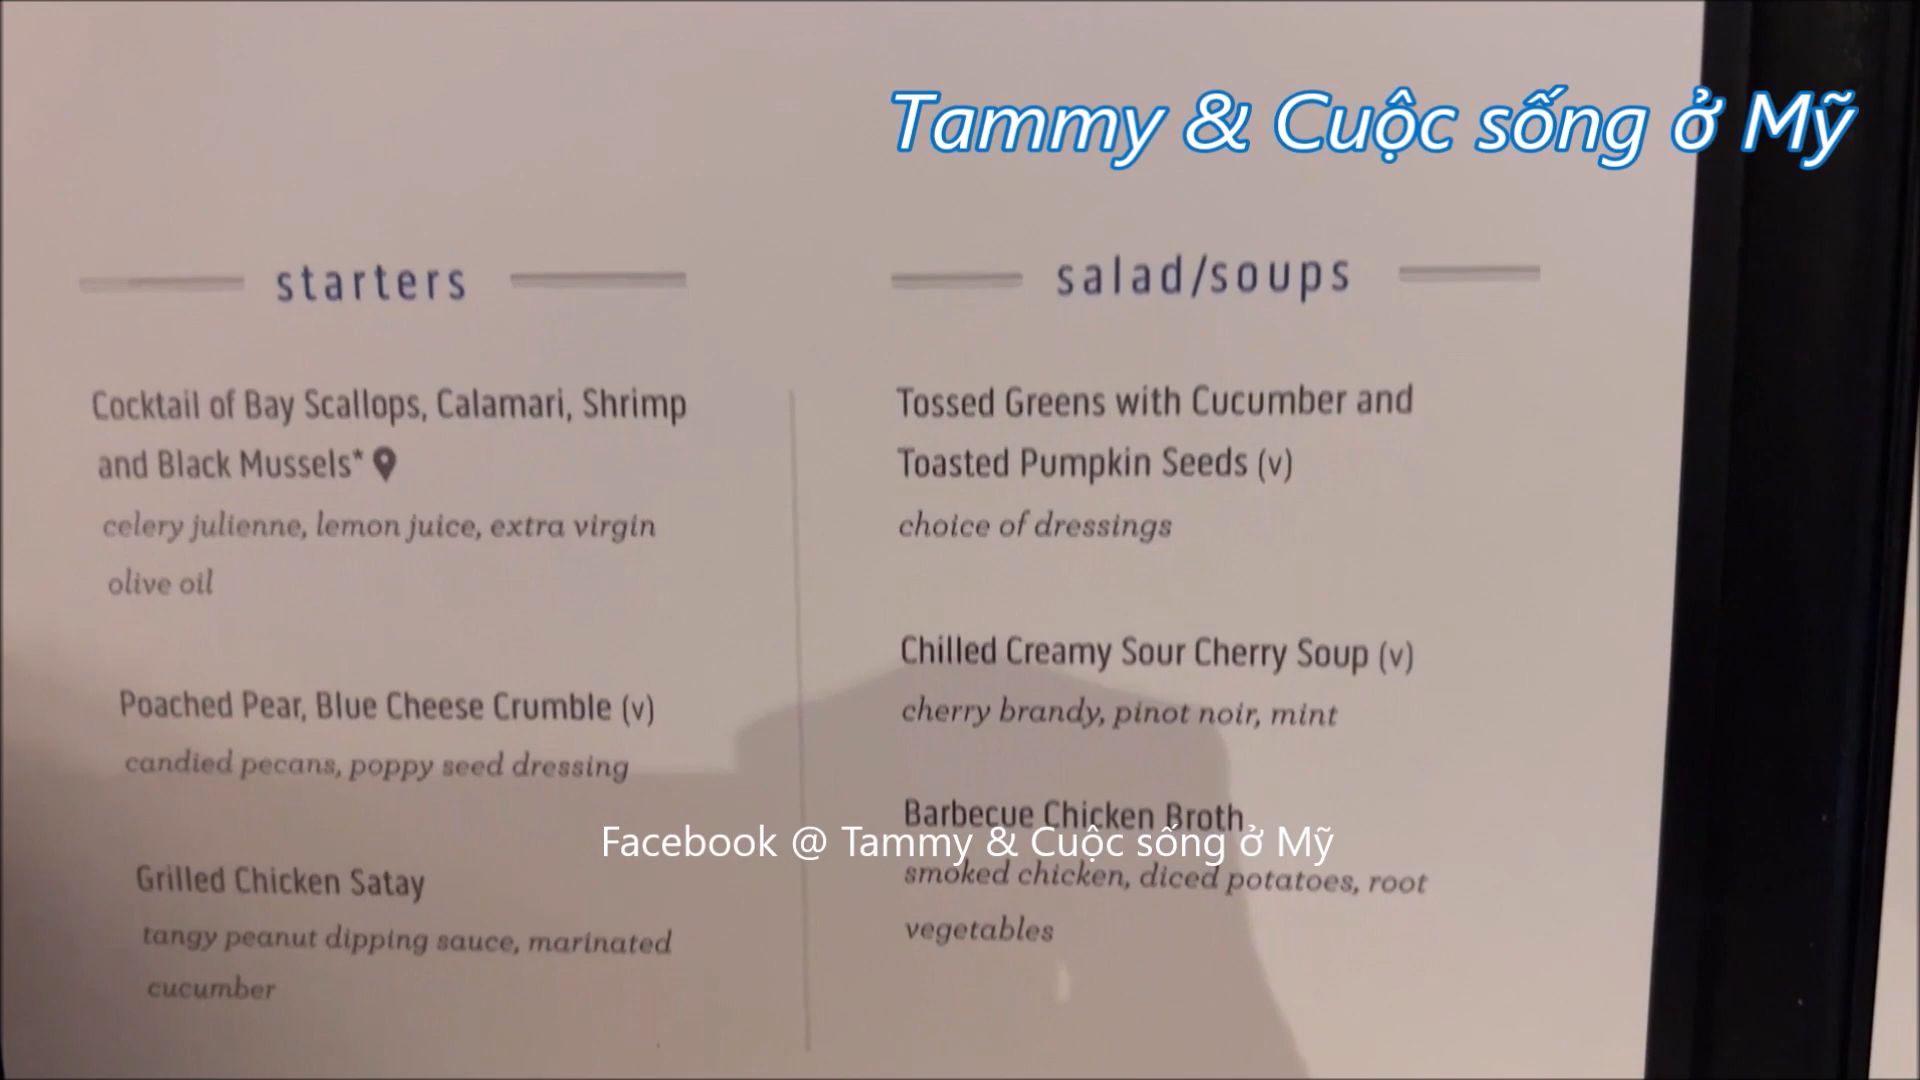 Tammy & Cuộc sống ở Mỹ
starters
Cocktail of Bay Scallops, Calamari, Shrimp
and Black Mussels*
celery julienne, lemon juice, extra virgin
olive oil
Poached Pear, Blue Cheese Crumble (v)
candied pecans, poppy seed dressing
Grilled Chicken Satay
tangy peanut dipping sauce, marinated
cucumber
salad/soups
Tossed Greens with Cucumber and
Toasted Pumpkin Seeds (v)
choice of dressings
Chilled Creamy Sour Cherry Soup (v)
cherry brandy, pinot noir, mint
Barbecue Chicken Broth
smoked chicken, diced potatoes, root
vegetables
Facebook @ Tammy & Cuộc sống ở Mỹ